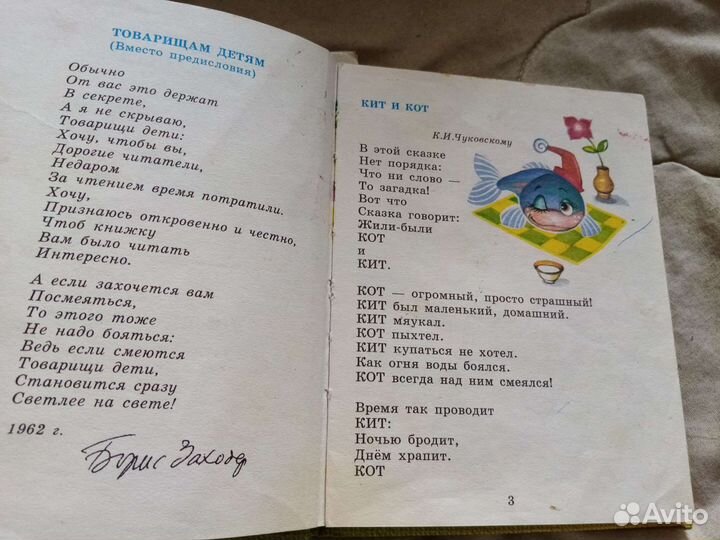 ТОВАРИЩАМ ДЕТЯМ
(Вместо предисловия)
Обычно
От вас это держат
В секрете,
А я не скрываю,
Товарищи дети:
Хочу, чтобы вы,
Дорогие читатели,
Недаром
За чтением время потратили.
Хочу,
Признаюсь откровенно и честно,
Чтоб книжку
Вам было читать
Интересно.
А если захочется вам
Посмеяться,
То этого тоже
Не надо бояться:
Ведь если смеются
Товарищи дети,
Становится сразу
Светлее на свете!
1962 г.
Борис Заходер
КИТ И КОТ
К.И.Чуковскому
В этой сказке
Нет порядка:
Что ни слово —
То загадка!
Вот что
Сказка говорит:
Жили-были
КОТ
и
КИТ.
КОТ — огромный, просто страшный!
КИТ был маленький, домашний.
КИТ мяукал.
КОТ пыхтел.
КИТ купаться не хотел.
Как огня воды боялся.
КОТ всегда над ним смеялся!
Время так проводит
КИТ:
Ночью бродит,
Днём храпит.
КОТ
3
Avito